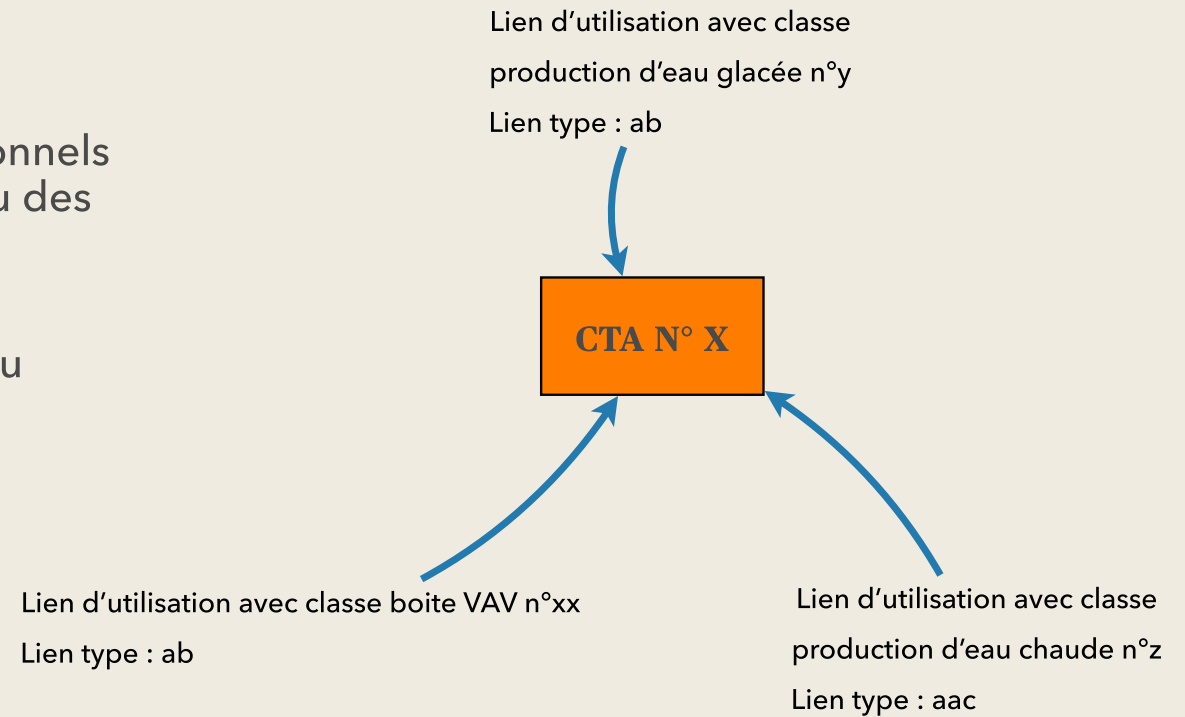 Lien d’utilisation avec classe
production d’eau glacée n°y
Lien type : ab
onnels
u des
u
CTA N° X
Lien d’utilisation avec classe boite VAV n°xx
Lien type : ab
Lien d’utilisation avec classe
production d’eau chaude n°z
Lien type : aac